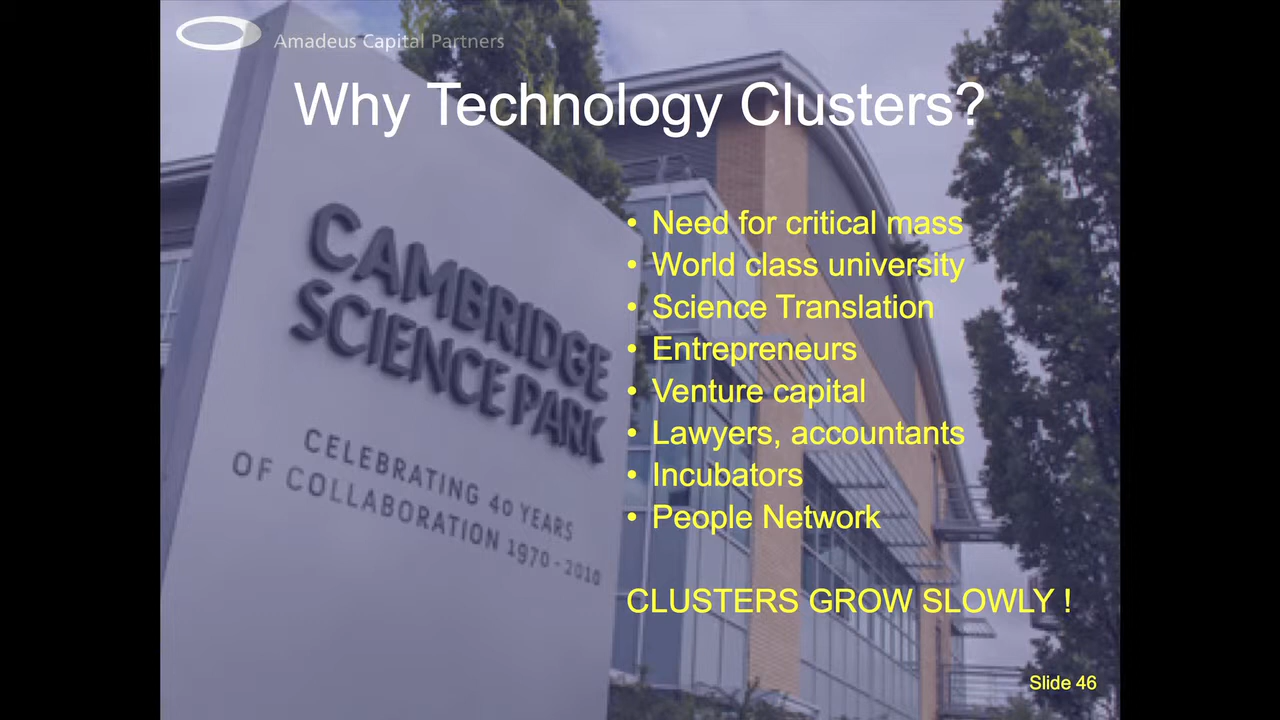 Amadeus Capital Partners
Why Technology Clusters?
CAMBRIDGE
SCIENCE PARK
CELEBRATING 40 YEARS
OF COLLABORATION 1970 - 2010
• Need for critical mass
• World class university
• Science Translation
• Entrepreneurs
• Venture capital
• Lawyers, accountants
• Incubators
• People Network
CLUSTERS GROW SLOWLY !
Slide 46